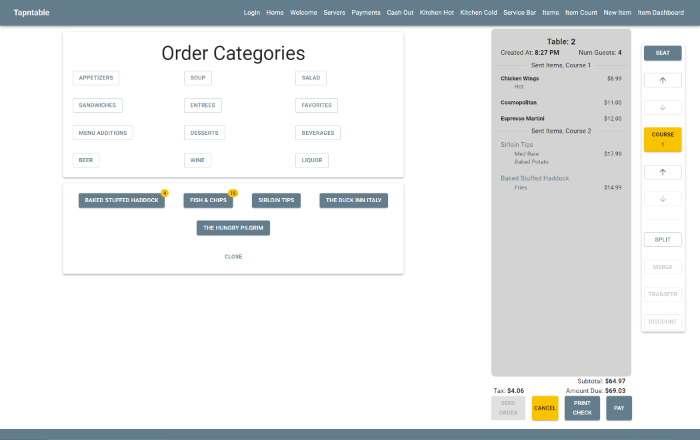 Tapntable
Login Home Welcome Servers Payments Cash Out Kitchen Hot Kitchen Cold Service Bar Items Item Count New Item Item Dashboard
Order Categories
APPETIZERS SOUP SALAD
SANDWICHES ENTREES FAVORITES
MENU ADDITIONS DESSERTS BEVERAGES
BEER WINE LIQUOR
BAKED STUFFED HADDOCK 4 FISH & CHIPS 10 SIRLOIN TIPS THE DUCK INN ITALY
THE HUNGRY PILGRIM
CLOSE
Table: 2
Created At: 8:27 PM Num Guests: 4
Sent Items, Course 1
Chicken Wings $8.99
Hot
Cosmopolitan $11.00
Espresso Martini $12.00
Sent Items, Course 2
Sirloin Tips
Med-Rare $17.99
Baked Potato
Baked Stuffed Haddock
Fries $14.99
Subtotal: $64.97
Tax: $4.06 Amount Due: $69.03
SEND
ORDER
CANCEL
PRINT
CHECK
PAY
SEAT
COURSE
1
SPLIT
MERGE
TRANSFER
DISCOUNT